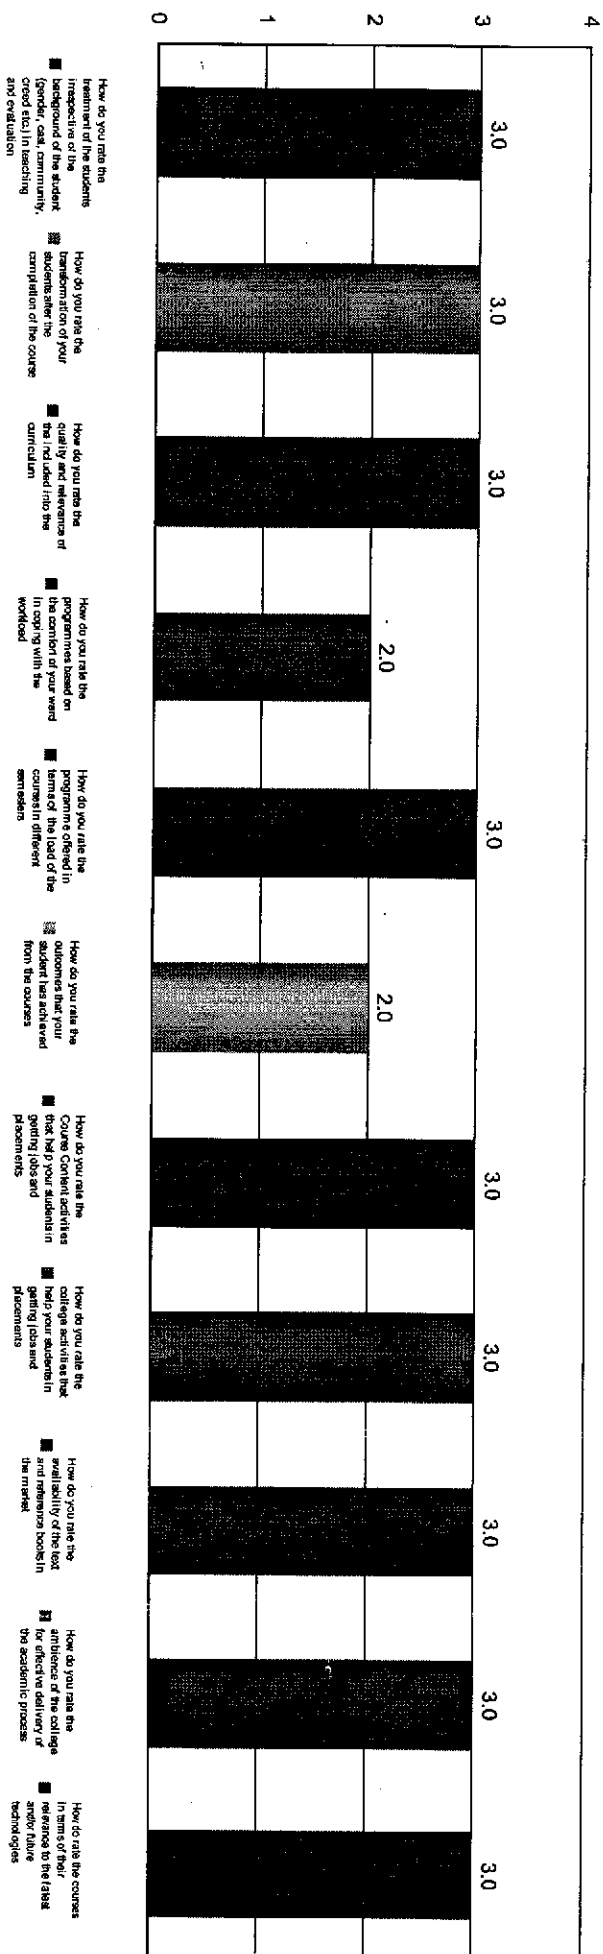 4
3
2
1
0
3.0
3.0
3.0
2.0
3.0
2.0
3.0
3.0
3.0
3.0
3.0
How do you rate the
treatment of the students
irrespective of the
background of the student
(gender, cast, community,
creed etc.) in teaching
and evaluation
How do you rate the
transformation of your
students after the
completion of the course
How do you rate the
quality and relevance of
the included into the
curriculum
How do you rate the
programmes based on
the comfort of your ward
in coping with the
workload
How do you rate the
programme offered in
terms of the load of the
courses in different
semesters
How do you rate the
outcomes that your
student has achieved
from the courses
How do you rate the
Course Content activities
that help your students in
getting jobs and
placements
How do you rate the
college activities that
help your students in
getting jobs and
placements
How do you rate the
availability of the text
and reference books in
the market
How do you rate the
ambience of the college
for effective delivery of
the academic process
How do rate the courses
in terms of their
relevance to the latest
and/or future
technologies